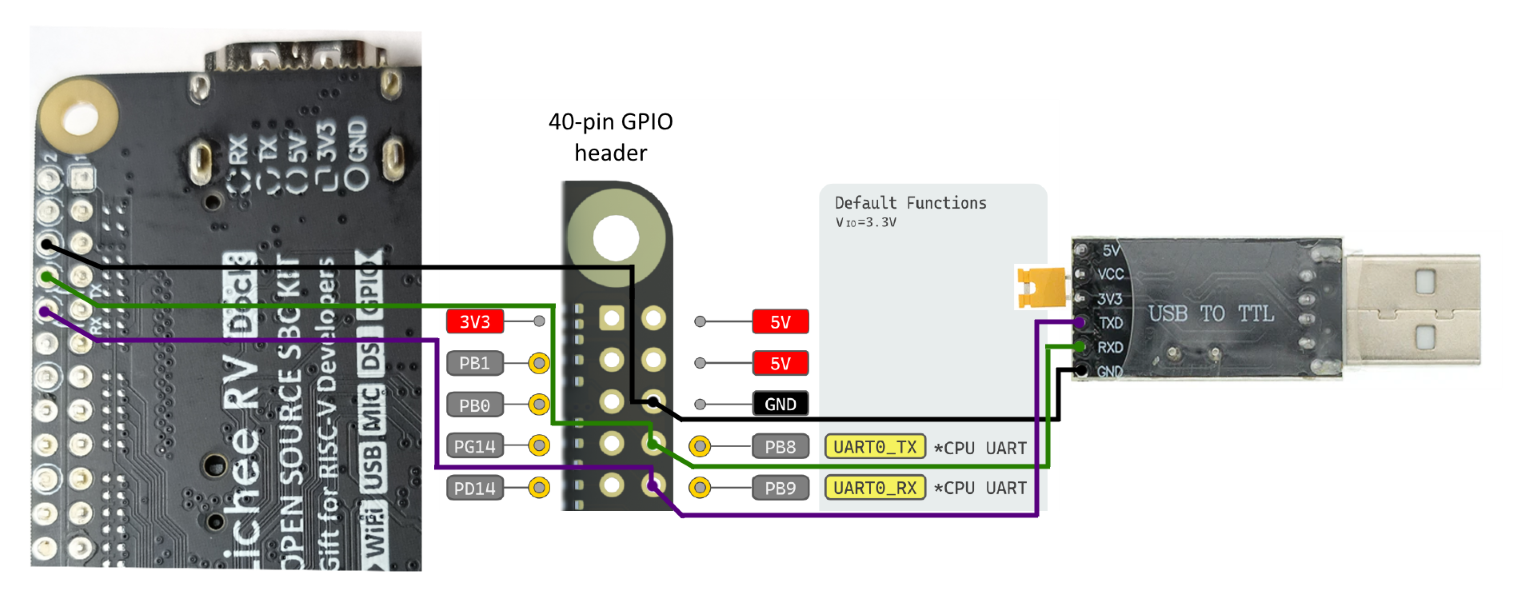 2
1
RX
TX
5V
3V3
GND
TX
RX
ichee RV Dock
OPEN SOURCE SBC KIT
Gift for RISC-V Developers
WiFi USB MIC DSI GPIO
40-pin GPIO
header
3V3
PB1
PB0
PG14
PD14
5V
5V
GND
PB8
PB9
Default Functions
VIO=3.3V
UART0_TX *CPU UART
UART0_RX *CPU UART
5V
VCC
3V3
TXD
RXD
GND
USB TO TTL